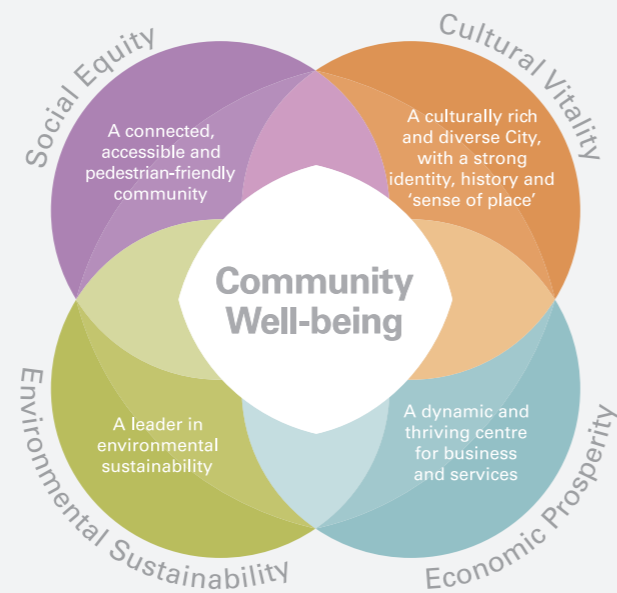 Social Equity
Cultural Vitality
A connected,
accessible and
pedestrian-friendly
community
A culturally rich
and diverse City,
with a strong
identity, history and
‘sense of place’
Community
Well-being
A leader in
environmental
sustainability
A dynamic and
thriving centre
for business
and services
Environmental Sustainability
Economic Prosperity